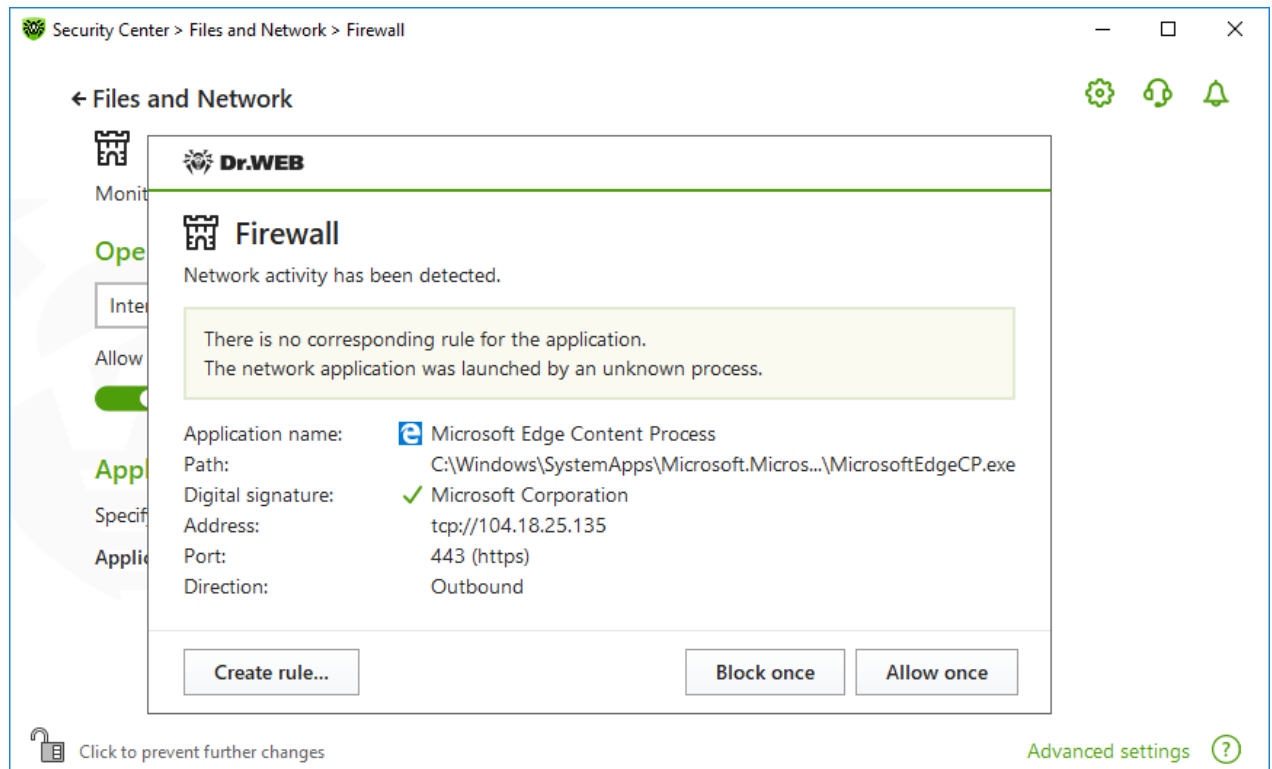 Security Center > Files and Network > Firewall
Files and Network
Dr.WEB
Monit
Firewall
Ope
Network activity has been detected.
Inter
There is no corresponding rule for the application.
Allow
The network application was launched by an unknown process.
Application name: Microsoft Edge Content Process
Path: C:\Windows\SystemApps\Microsoft.Micros...\MicrosoftEdgeCP.exe
Appl
Digital signature: Microsoft Corporation
Specify
Address: tcp://104.18.25.135
Port: 443 (https)
Applic
Direction: Outbound
Create rule... Block once Allow once
Click to prevent further changes Advanced settings ?